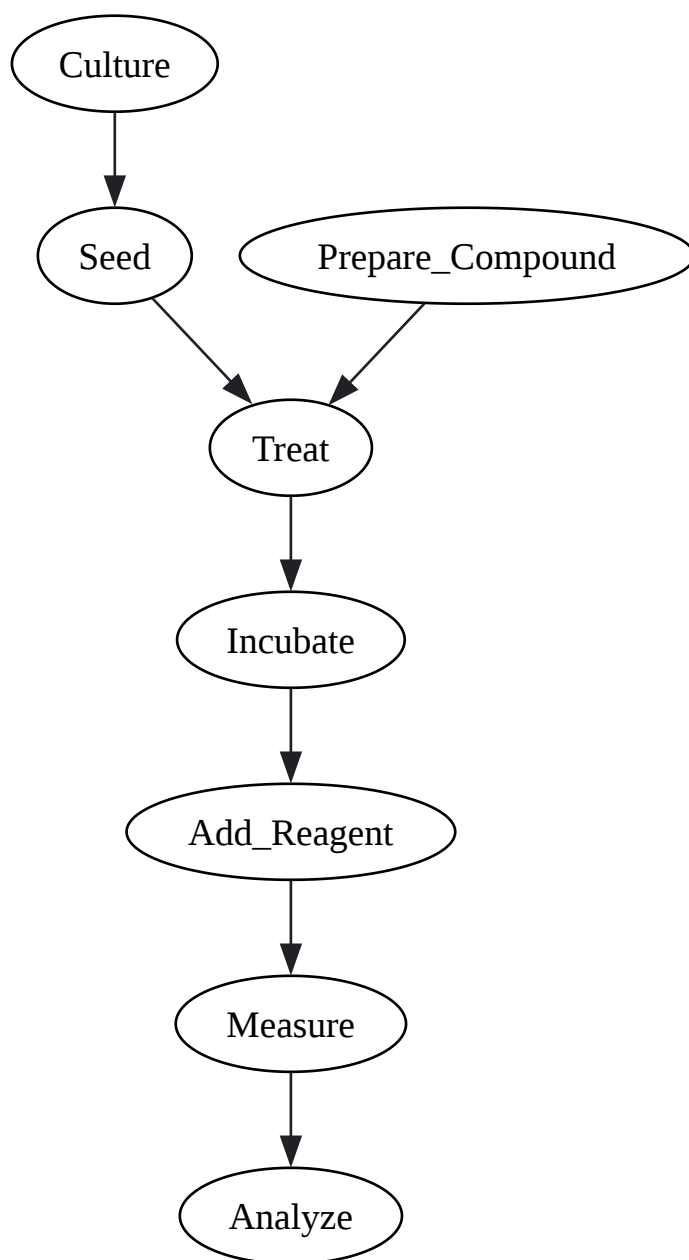 Culture
Seed
Prepare_Compound
Treat
Incubate
Add_Reagent
Measure
Analyze